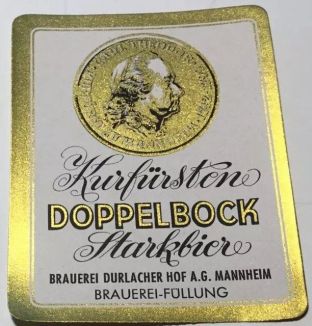 Kurfürsten
DOPPELBOCK
Starkbier
BRAUEREI DURLACHER HOF A.G. MANNHEIM
BRAUEREI-FÜLLUNG